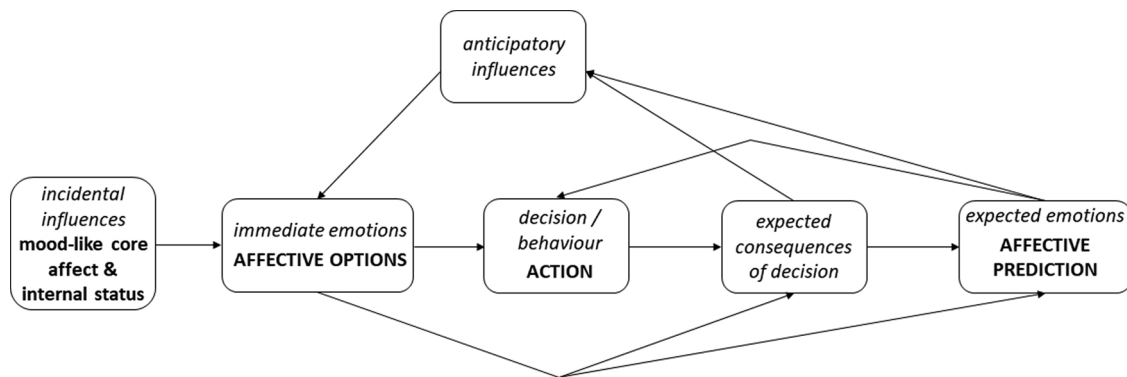 anticipatory
influences
incidental
influences
mood-like core
affect &
internal status
immediate emotions
AFFECTIVE OPTIONS
decision /
behaviour
ACTION
expected
consequences
of decision
expected emotions
AFFECTIVE
PREDICTION